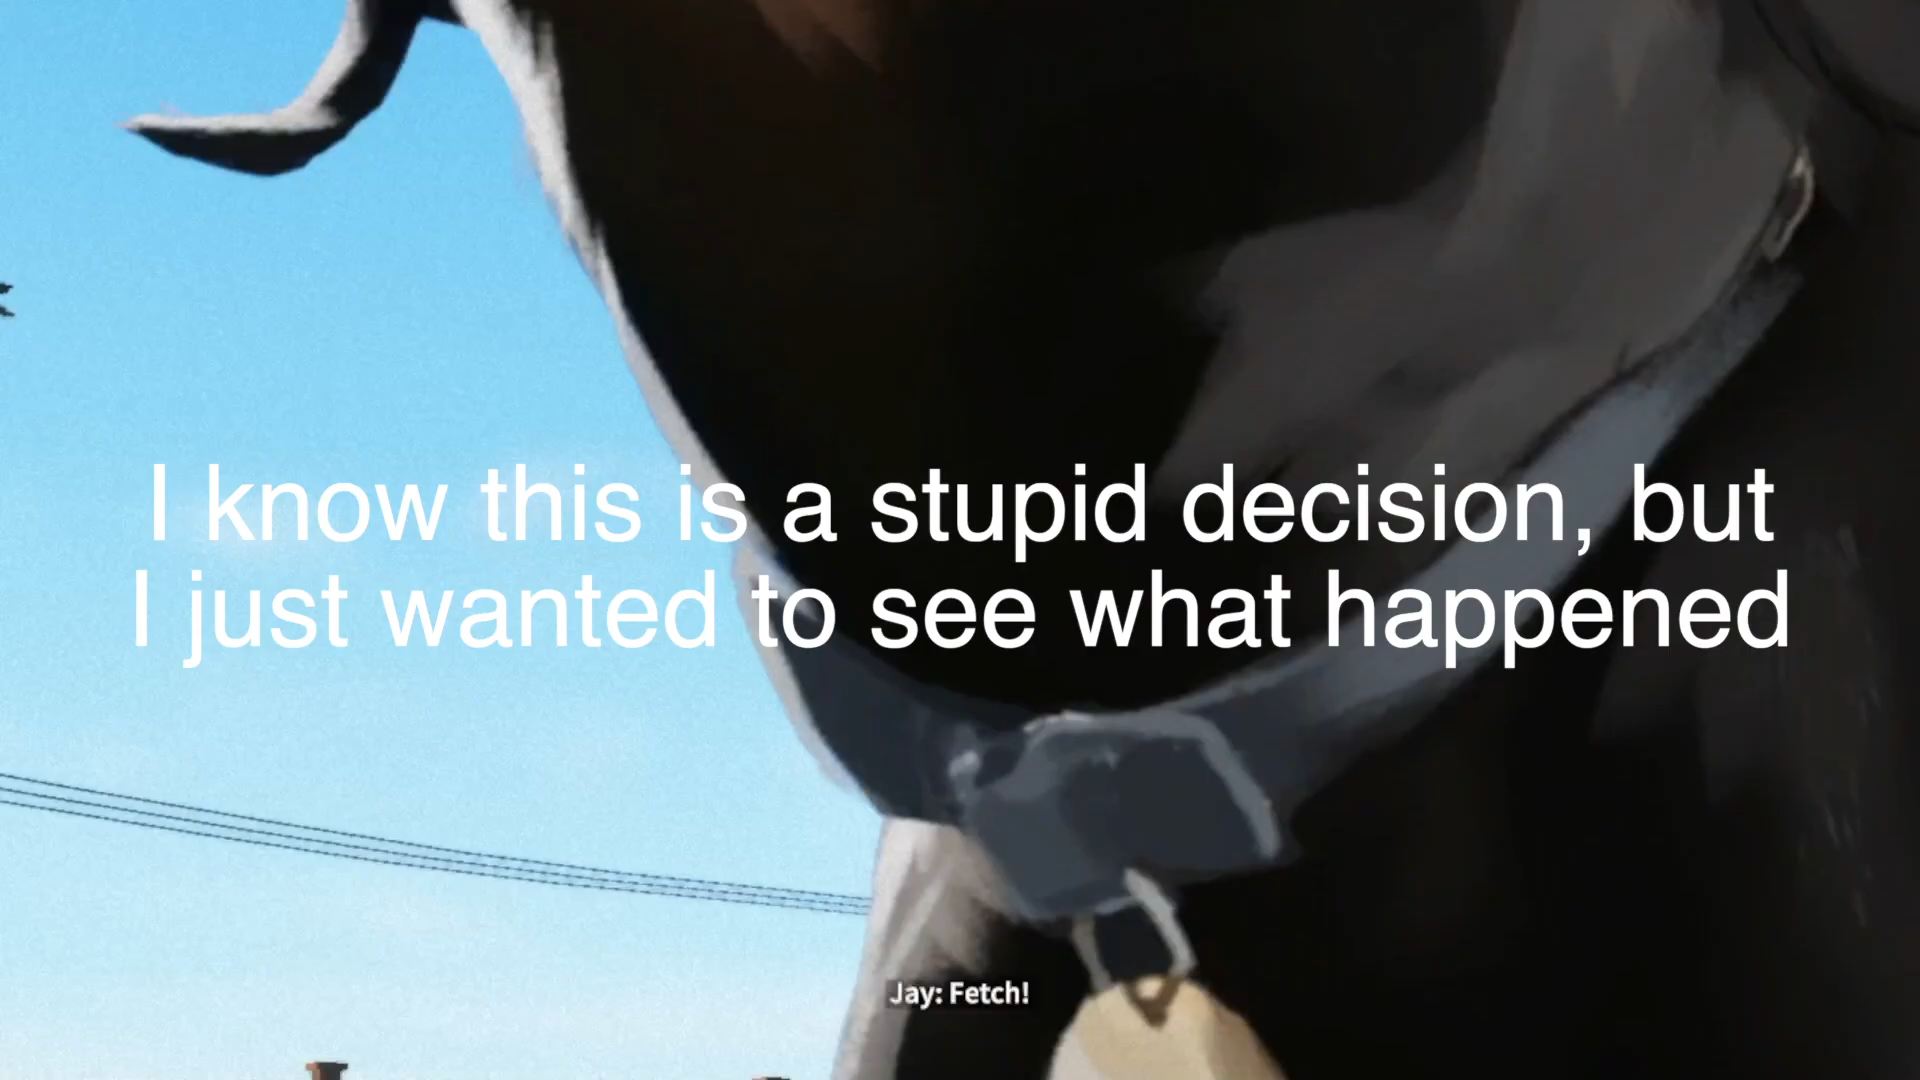 I know this is a stupid decision, but
I just wanted to see what happened
Jay: Fetch!